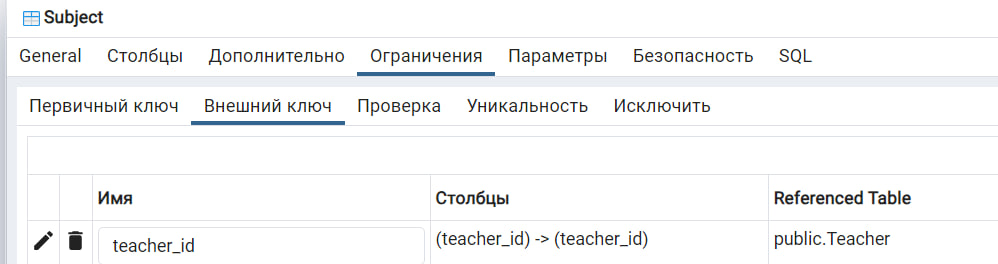 Subject
General Столбцы Дополнительно Ограничения Параметры Безопасность SQL
Первичный ключ Внешний ключ Проверка Уникальность Исключить
Имя Столбцы Referenced Table
teacher_id (teacher_id) -> (teacher_id) public.Teacher